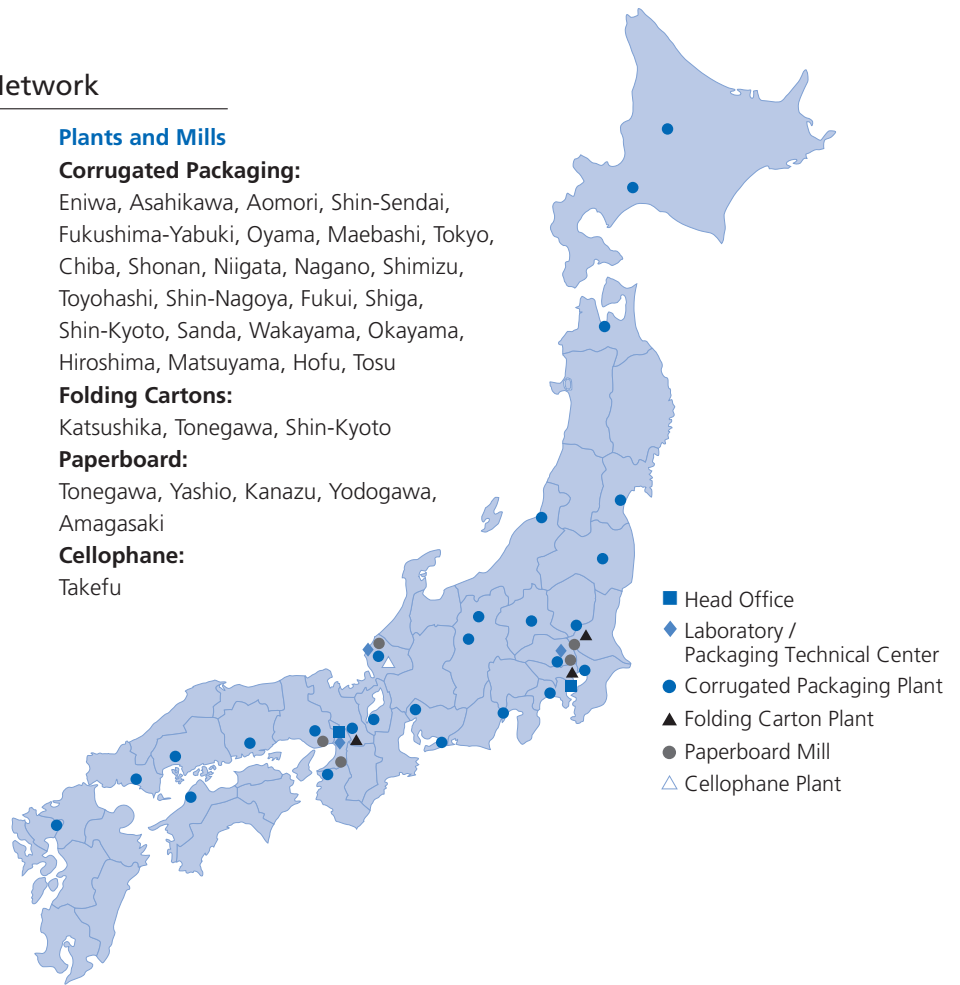 Network
Plants and Mills
Corrugated Packaging:
Eniwa, Asahikawa, Aomori, Shin-Sendai,
Fukushima-Yabuki, Oyama, Maebashi, Tokyo,
Chiba, Shonan, Niigata, Nagano, Shimizu,
Toyohashi, Shin-Nagoya, Fukui, Shiga,
Shin-Kyoto, Sanda, Wakayama, Okayama,
Hiroshima, Matsuyama, Hofu, Tosu
Folding Cartons:
Katsushika, Tonegawa, Shin-Kyoto
Paperboard:
Tonegawa, Yashio, Kanazu, Yodogawa,
Amagasaki
Cellophane:
Takefu
Head Office
Laboratory /
Packaging Technical Center
Corrugated Packaging Plant
Folding Carton Plant
Paperboard Mill
Cellophane Plant